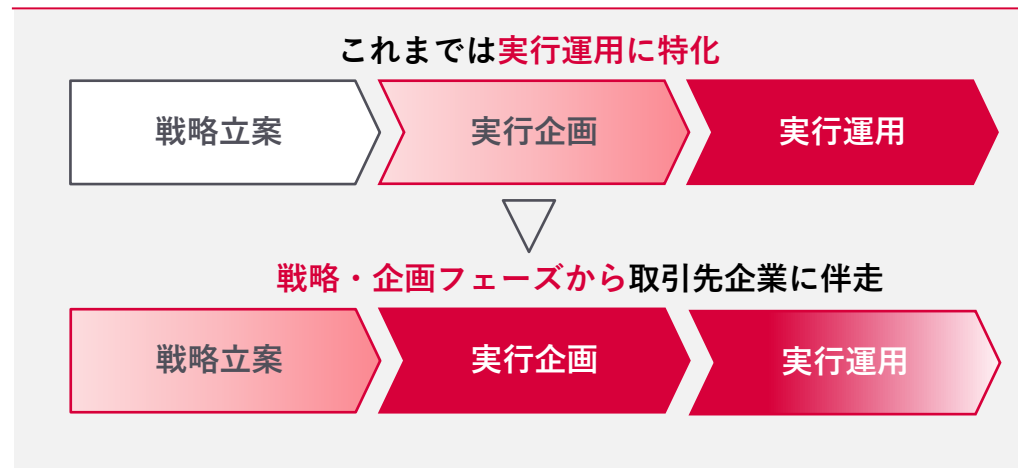 これまでは実行運用に特化
戦略立案
実行企画
実行運用
戦略・企画フェーズから取引先企業に伴走
戦略立案
実行企画
実行運用